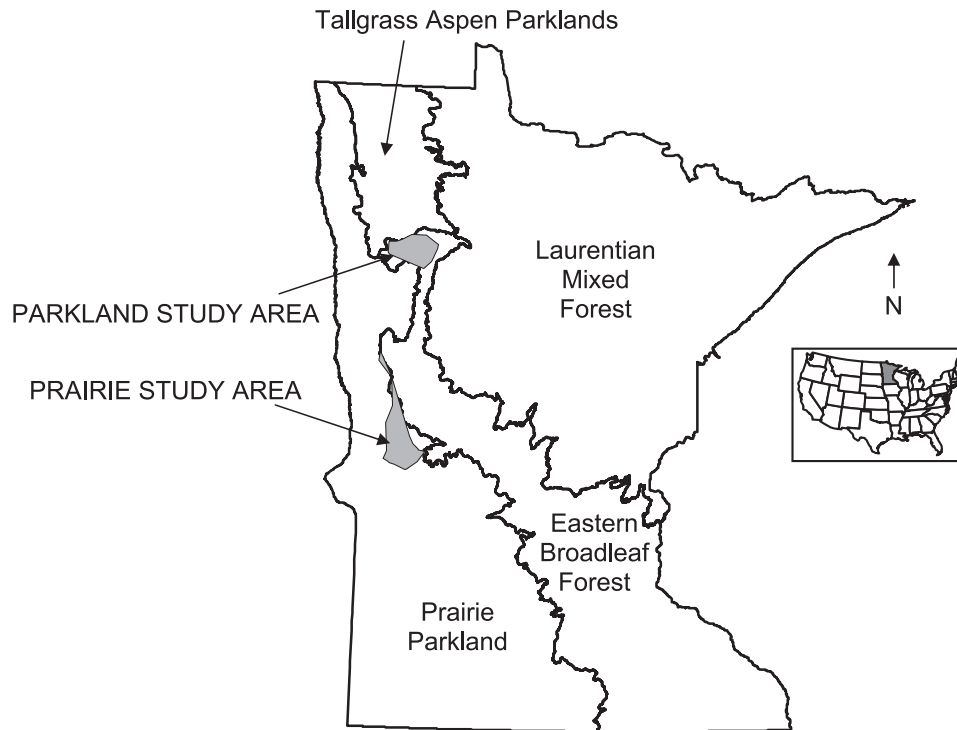 Tallgrass Aspen Parklands
Laurentian
Mixed
Forest
N
PARKLAND STUDY AREA
PRAIRIE STUDY AREA
Eastern
Broadleaf
Forest
Prairie
Parkland